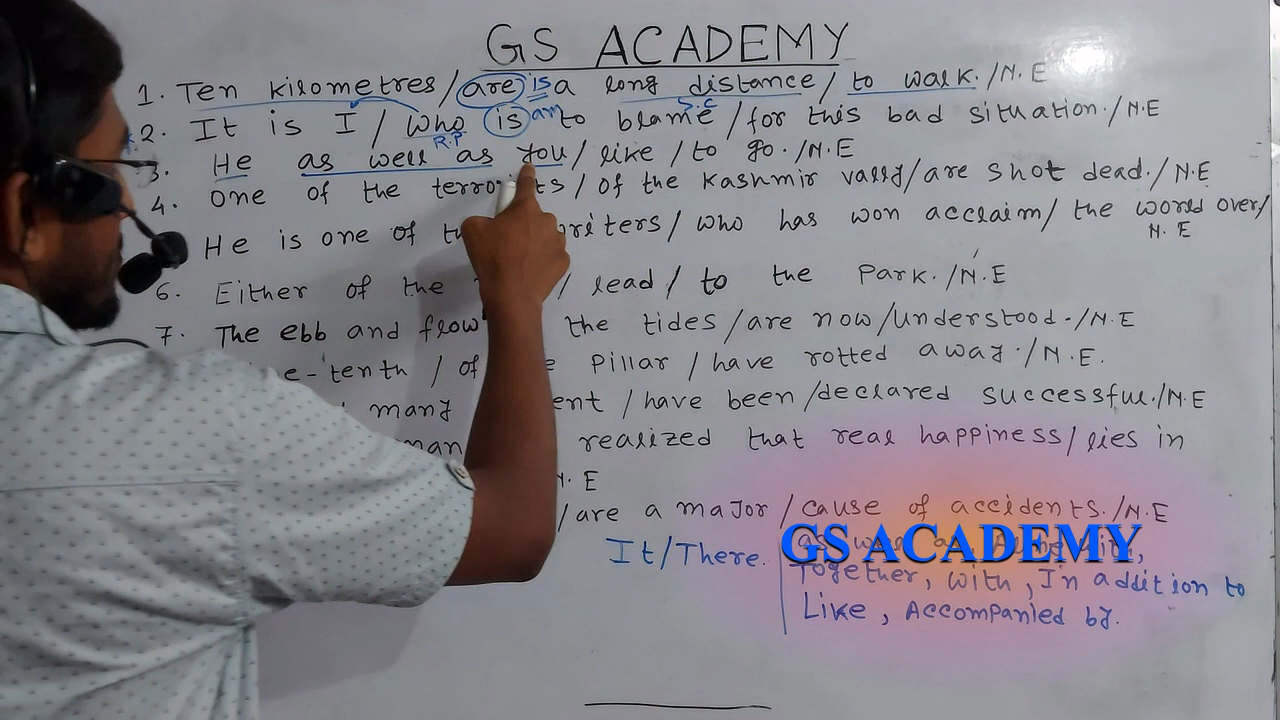 GS ACADEMY
1. Ten kilometres / are is a long distance / to walk. / N.E
S.C
2. It is I / who is am to blame / for this bad situation. / N.E
R.P
3. He as well as you / like / to go. / N.E
4. One of the / of the Kashmir vally / are shot dead. / N.E
He is one of / who has won acclaim / the world over /
N.E
6. Either of the / lead / to the Park. / N.E
7. The ebb and flow the tides / are now / understood. / N.E
e-tenth / of Pillar / have rotted away. / N.E.
many ent / have been / declared successful. / N.E
man realized that real happiness / lies in
N.E
/ are a major / cause of accidents. / N.E
It / There.
GS ACADEMY
Together, with, In addition to
Like, Accompanied by.